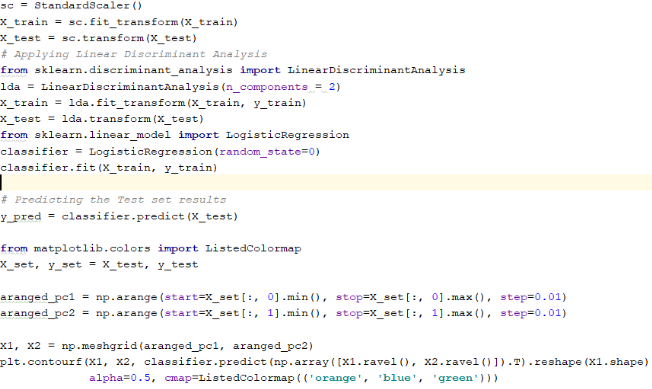 sc = StandardScaler()
X_train = sc.fit_transform(X_train)
X_test = sc.transform(X_test)
# Applying Linear Discriminant Analysis
from sklearn.discriminant_analysis import LinearDiscriminantAnalysis
lda = LinearDiscriminantAnalysis(n_components = 2)
X_train = lda.fit_transform(X_train, y_train)
X_test = lda.transform(X_test)
from sklearn.linear_model import LogisticRegression
classifier = LogisticRegression(random_state=0)
classifier.fit(X_train, y_train)
# Predicting the Test set results
y_pred = classifier.predict(X_test)
from matplotlib.colors import ListedColormap
X_set, y_set = X_test, y_test
aranged_pc1 = np.arange(start=X_set[:, 0].min(), stop=X_set[:, 0].max(), step=0.01)
aranged_pc2 = np.arange(start=X_set[:, 1].min(), stop=X_set[:, 1].max(), step=0.01)
X1, X2 = np.meshgrid(aranged_pc1, aranged_pc2)
plt.contourf(X1, X2, classifier.predict(np.array([X1.ravel(), X2.ravel()]).T).reshape(X1.shape)
alpha=0.5, cmap=ListedColormap(('orange', 'blue', 'green')))